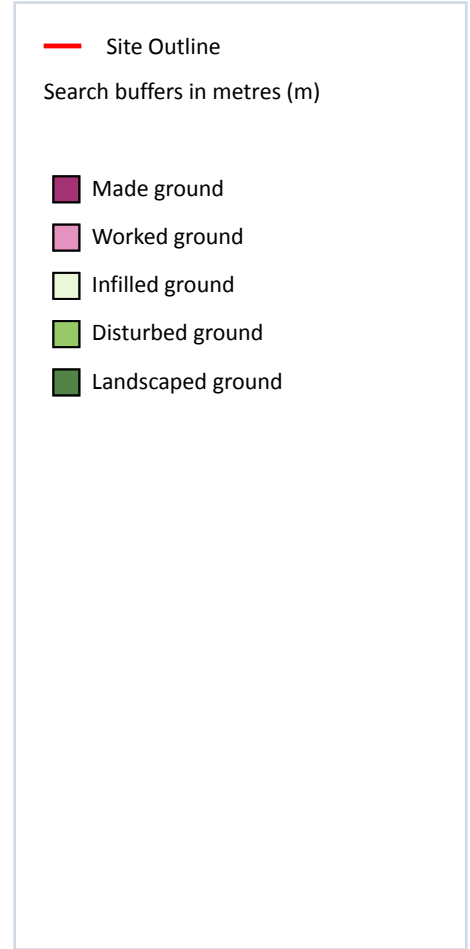 Site Outline
Search buffers in metres (m)
Made ground
Worked ground
Infilled ground
Disturbed ground
Landscaped ground